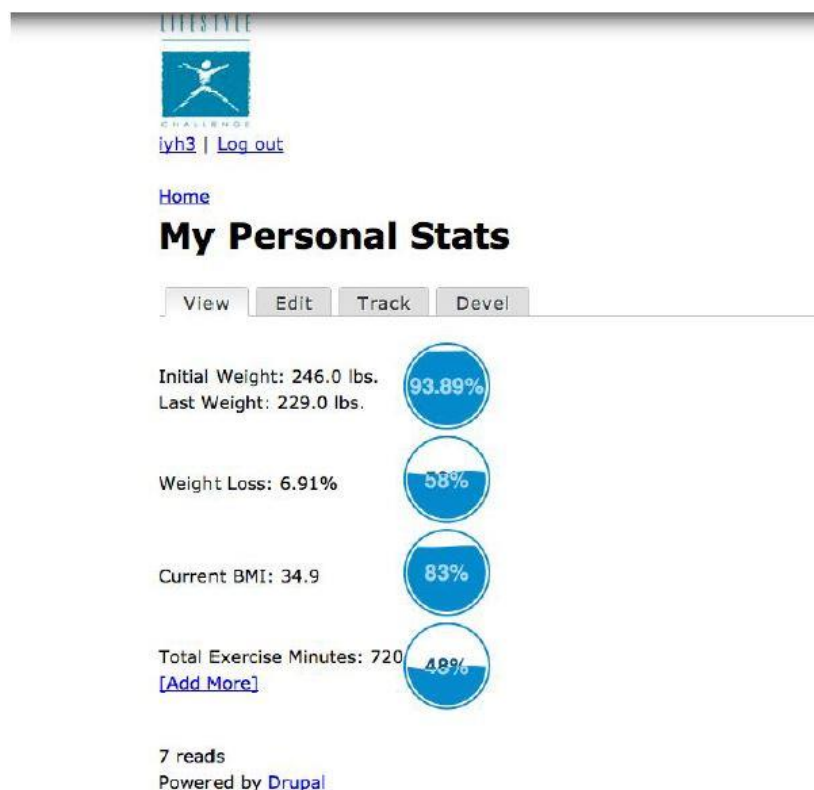 LIFESTYLE
CHALLENGE
iyh3 | Log out
Home
My Personal Stats
View Edit Track Devel
Initial Weight: 246.0 lbs.
Last Weight: 229.0 lbs.
93.89%
Weight Loss: 6.91%
58%
Current BMI: 34.9
83%
Total Exercise Minutes: 720
[Add More]
48%
7 reads
Powered by Drupal